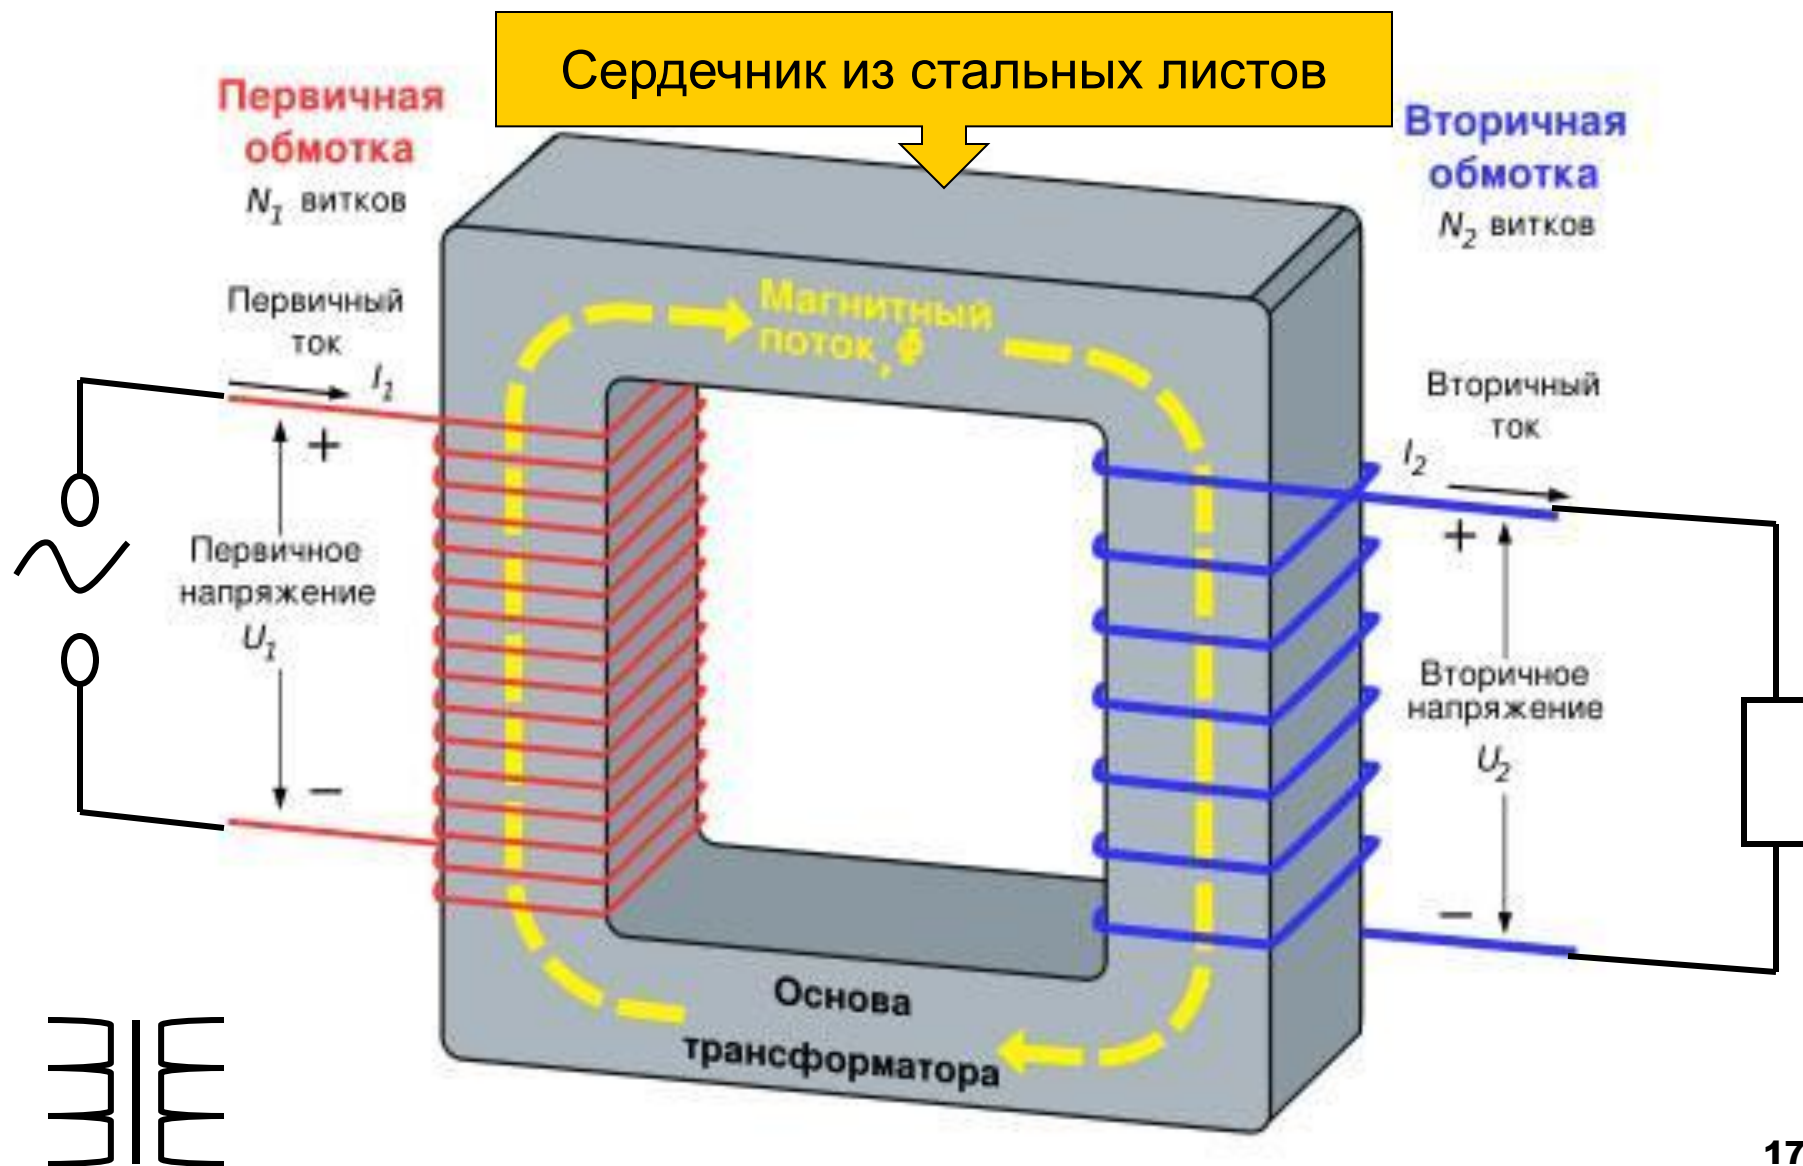 Сердечник из стальных листов
Первичная
обмотка
N₁ витков
Вторичная
обмотка
N₂ витков
Первичный
ток
I₁
Магнитный
поток, Φ
Вторичный
ток
I₂
+
+
Первичное
напряжение
U₁
Вторичное
напряжение
U₂
−
−
Основа
трансформатора
17